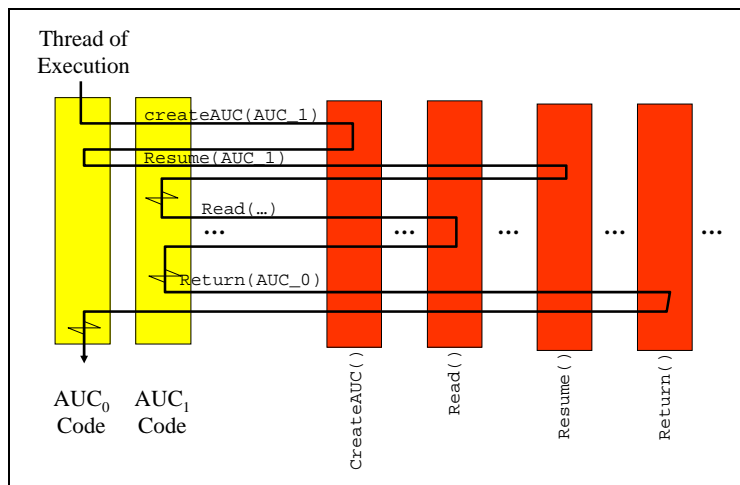 Thread of
Execution
createAUC(AUC_1)
Resume(AUC_1)
Read(…)
... ... ... ... ...
Return(AUC_0)
AUC₀
Code
AUC₁
Code
CreateAUC()
Read()
Resume()
Return()